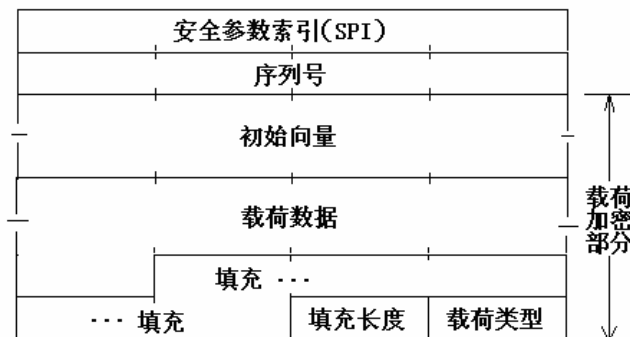 安全参数索引(SPI)
序列号
初始向量
载荷数据
载荷
加密
部分
填充 ···
··· 填充
填充长度
载荷类型